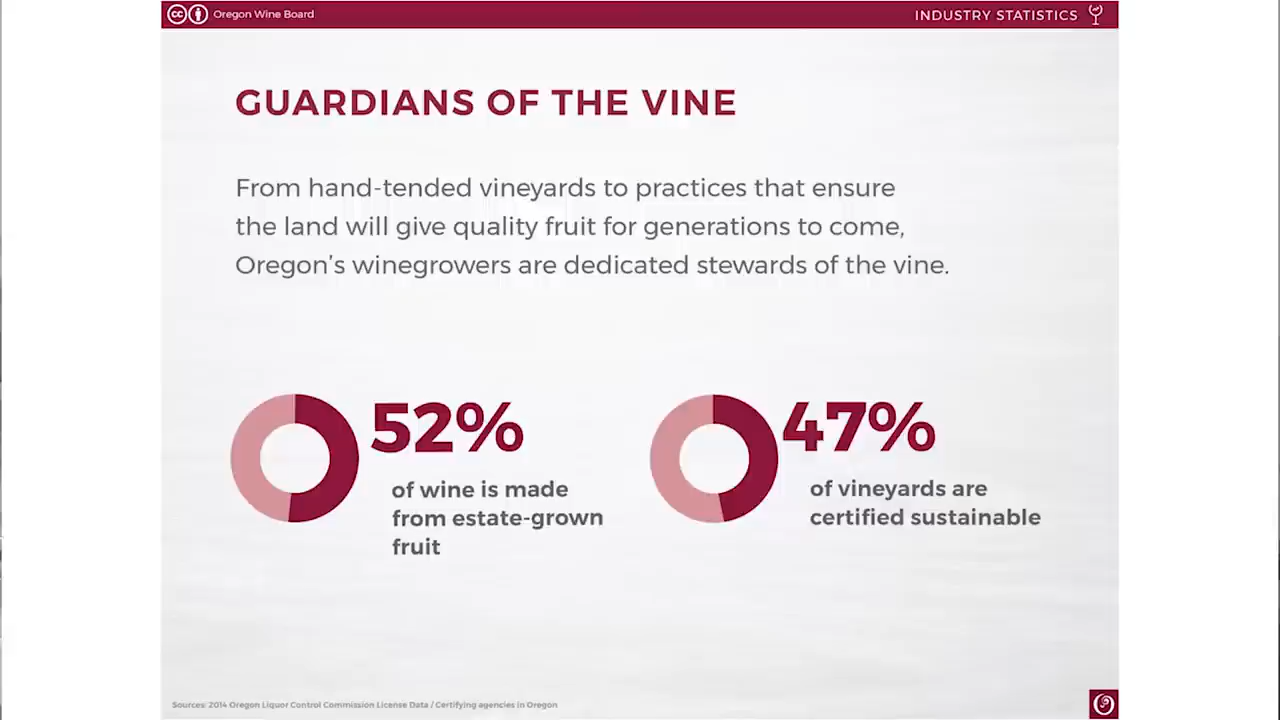 Oregon Wine Board
INDUSTRY STATISTICS
GUARDIANS OF THE VINE
From hand-tended vineyards to practices that ensure
the land will give quality fruit for generations to come,
Oregon’s winegrowers are dedicated stewards of the vine.
52%
of wine is made
from estate-grown
fruit
47%
of vineyards are
certified sustainable
Sources: 2014 Oregon Liquor Control Commission License Data / Certifying agencies in Oregon